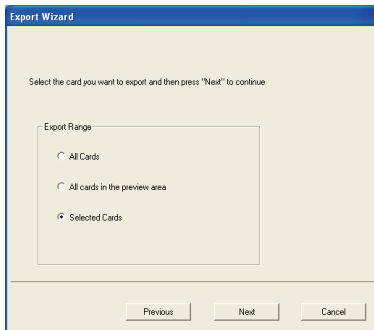 Export Wizard
Select the card you want to export and then press "Next" to continue
Export Range
All Cards
All cards in the preview area
Selected Cards
Previous Next Cancel